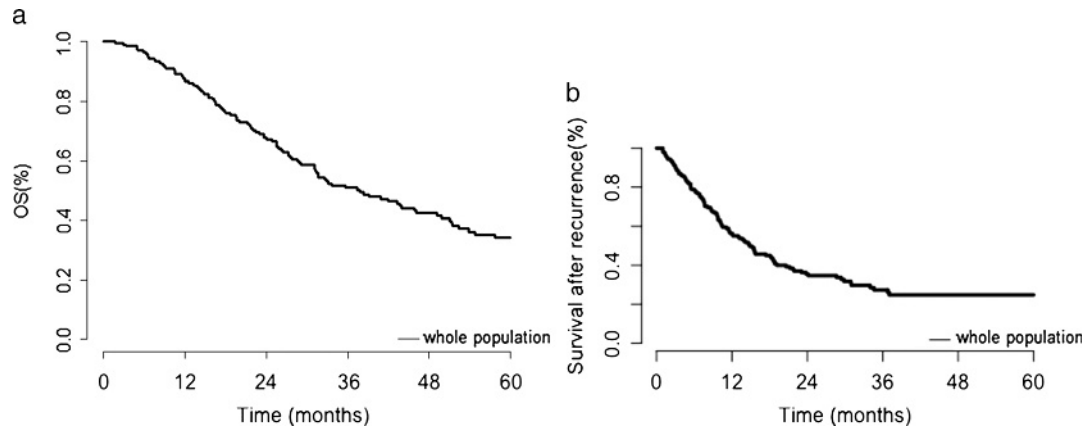 a
OS(%)
1.0
0.8
0.6
0.4
0.2
0.0
whole population
0 12 24 36 48 60
Time (months)
b
Survival after recurrence(%)
0.8
0.4
0.0
whole population
0 12 24 36 48 60
Time (months)